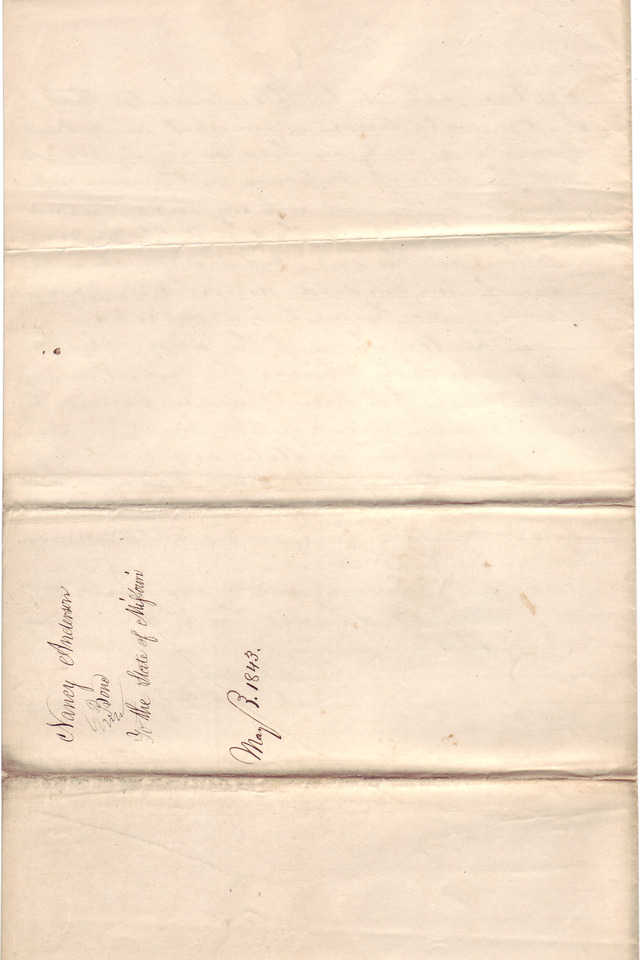 Nancy Anderson
Bond
To the State of Missouri
May 3. 1843.